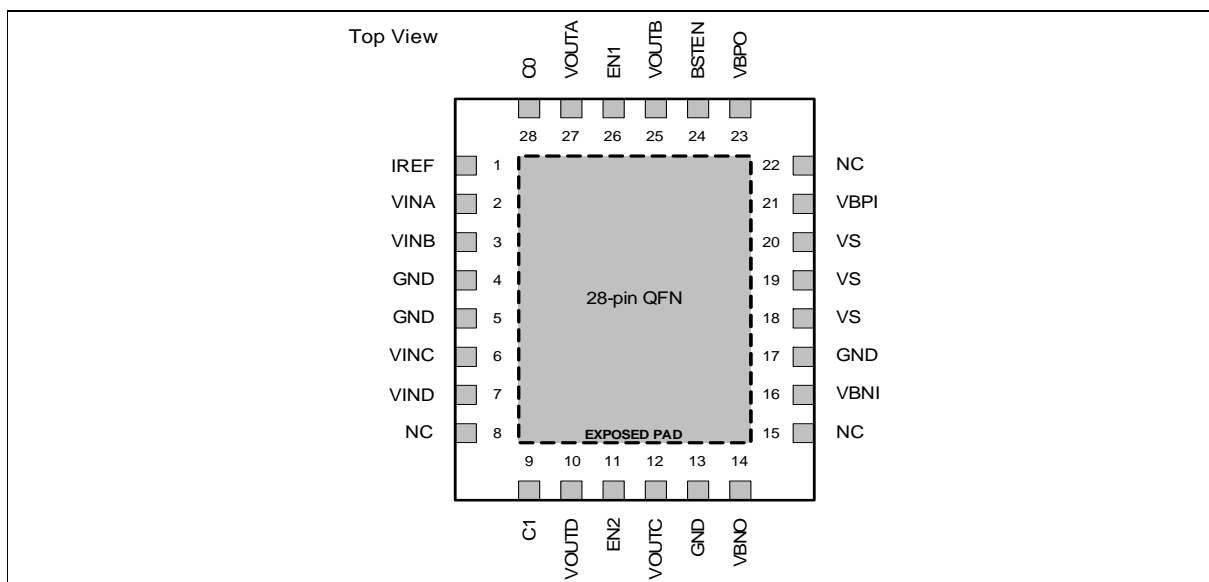 Top View
C0
VOUTA
EN1
VOUTB
BSTEN
VBPO
28 27 26 25 24 23
IREF 1 22 NC
VINA 2 21 VBPI
VINB 3 20 VS
GND 4 19 VS
28-pin QFN
GND 5 18 VS
VINC 6 17 GND
VIND 7 16 VBNI
NC 8 EXPOSED PAD 15 NC
9 10 11 12 13 14
C1
VOUTD
EN2
VOUTC
GND
VBNO